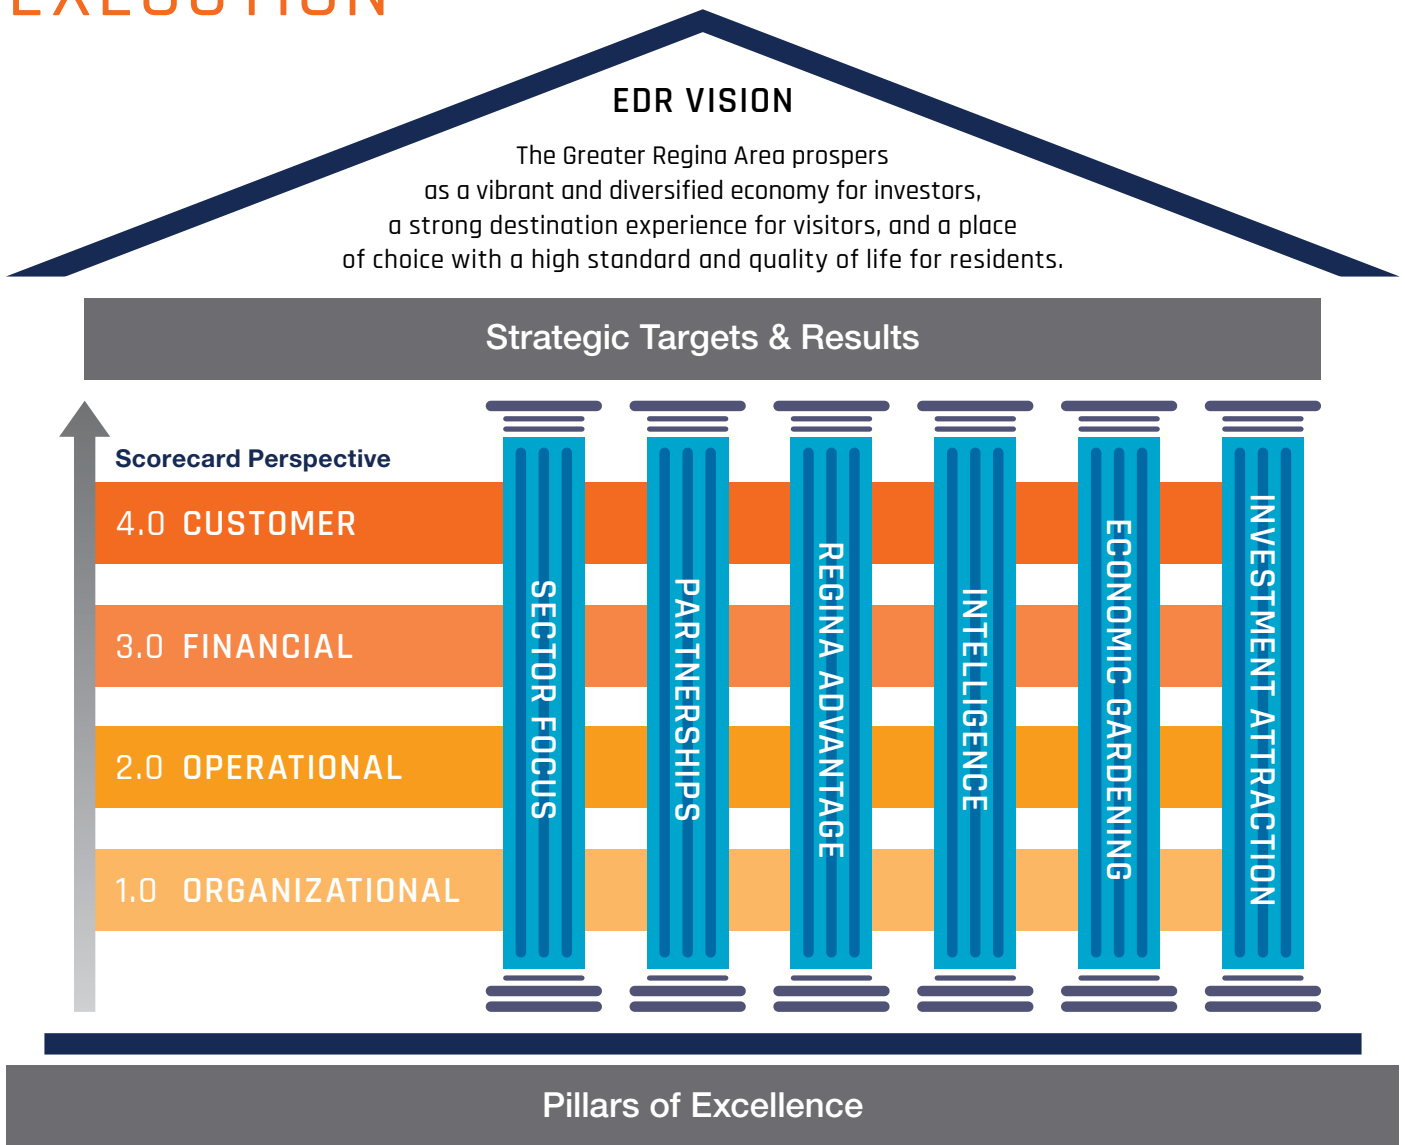 EXECUTION
EDR VISION
The Greater Regina Area prospers
as a vibrant and diversified economy for investors,
a strong destination experience for visitors, and a place
of choice with a high standard and quality of life for residents.
Strategic Targets & Results
Scorecard Perspective
4.0 CUSTOMER
3.0 FINANCIAL
2.0 OPERATIONAL
1.0 ORGANIZATIONAL
SECTOR FOCUS
PARTNERSHIPS
REGINA ADVANTAGE
INTELLIGENCE
ECONOMIC GARDENING
INVESTMENT ATTRACTION
Pillars of Excellence